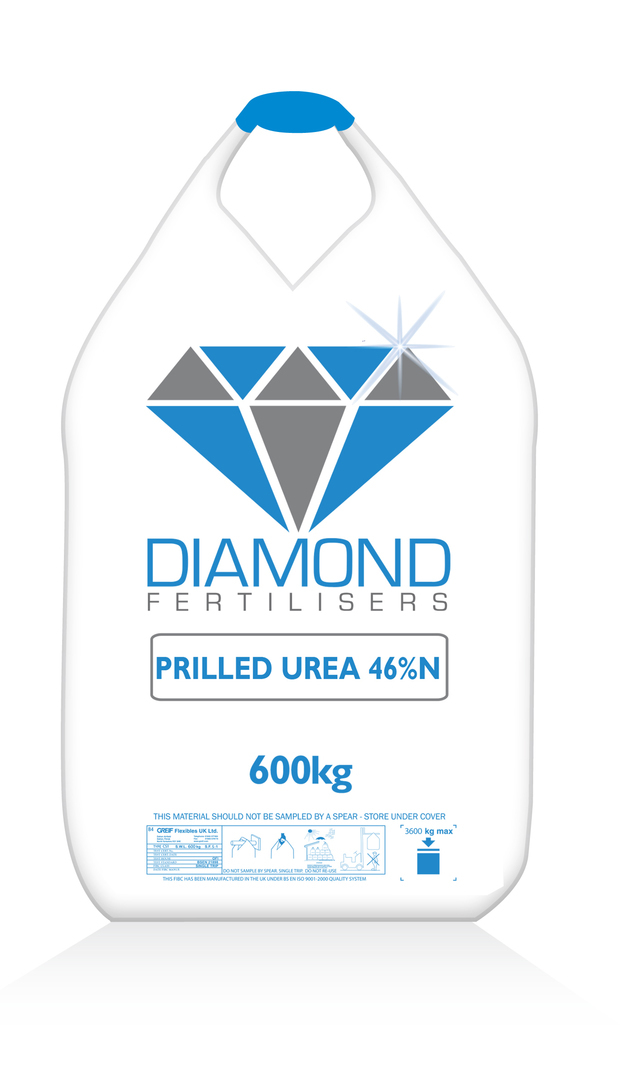 DIAMOND
FERTILISERS
PRILLED UREA 46%N
600kg
THIS MATERIAL SHOULD NOT BE SAMPLED BY A SPEAR - STORE UNDER COVER
GREIF Flexibles UK Ltd.
3600 kg max
DO NOT SAMPLE BY SPEAR. SINGLE TRIP. DO NOT RE-USE
THIS FIBC HAS BEEN MANUFACTURED IN THE UK UNDER BS EN ISO 9001-2000 QUALITY SYSTEM